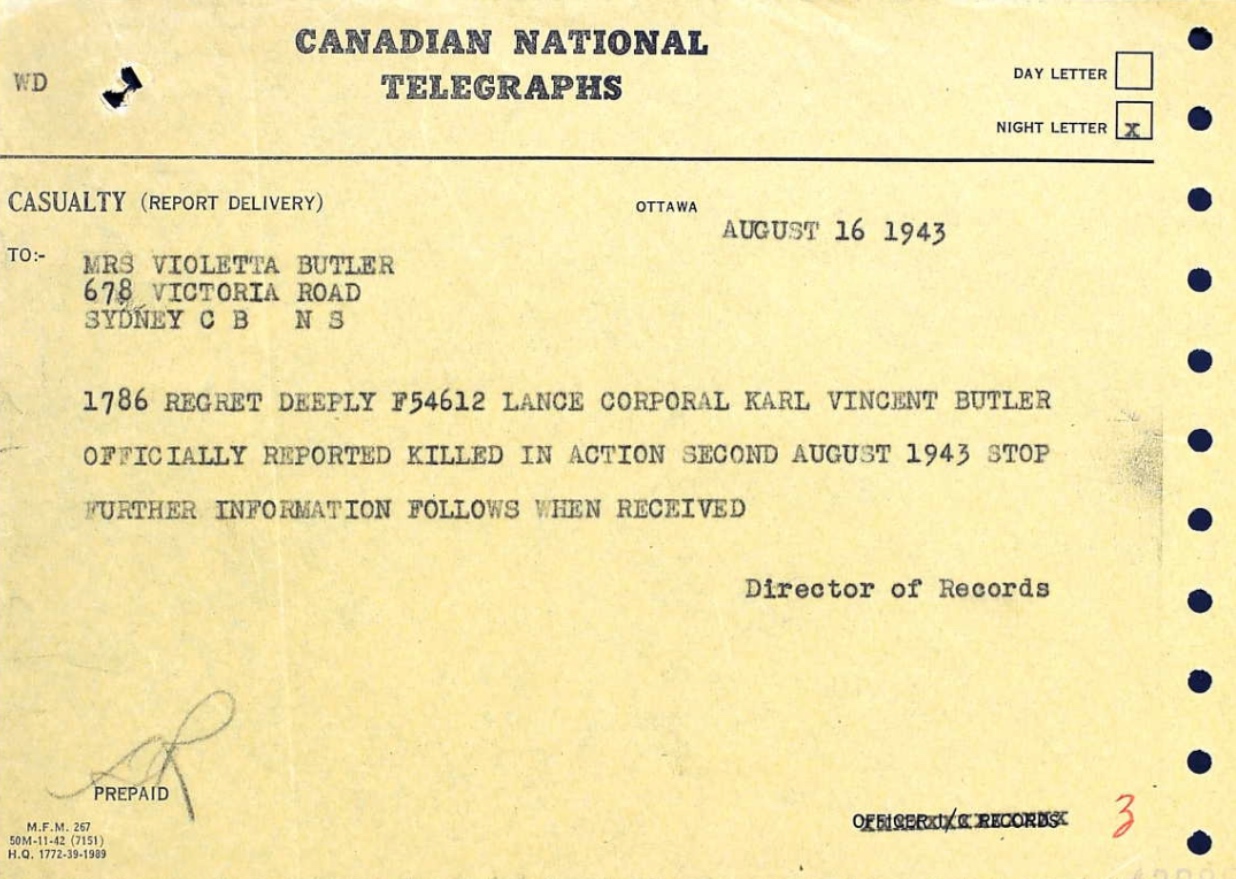 CANADIAN NATIONAL
TELEGRAPHS
WD
DAY LETTER
NIGHT LETTER X
CASUALTY (REPORT DELIVERY)
OTTAWA
AUGUST 16 1943
TO:- MRS VIOLETTA BUTLER
678 VICTORIA ROAD
SYDNEY C B N S
1786 REGRET DEEPLY F54612 LANCE CORPORAL KARL VINCENT BUTLER
OFFICIALLY REPORTED KILLED IN ACTION SECOND AUGUST 1943 STOP
FURTHER INFORMATION FOLLOWS WHEN RECEIVED
Director of Records
PREPAID
M.F.M. 267
50M-11-42 (7151)
H.Q. 1772-39-1989
OFFICER I/C RECORDS
3